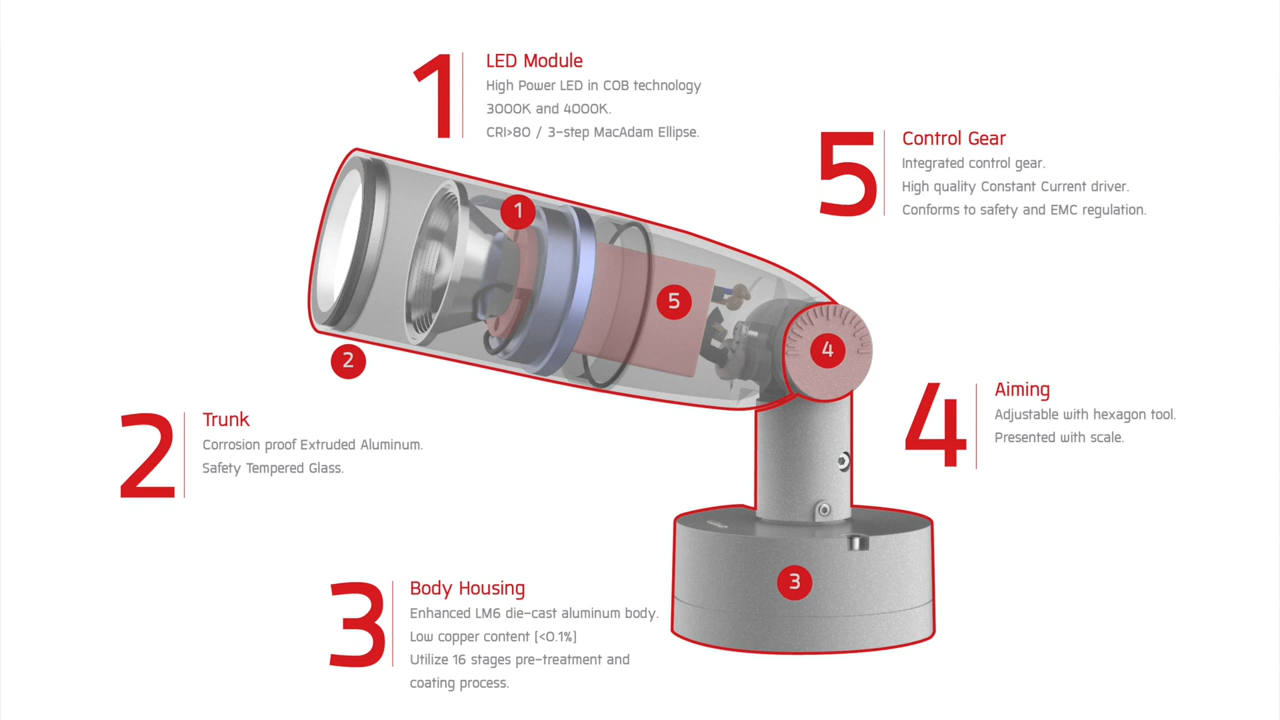 1
LED Module
High Power LED in COB technology
3000K and 4000K.
CRI>80 / 3-step MacAdam Ellipse.
5
Control Gear
Integrated control gear.
High quality Constant Current driver.
Conforms to safety and EMC regulation.
1
5
4
2
4
Aiming
Adjustable with hexagon tool.
Presented with scale.
2
Trunk
Corrosion proof Extruded Aluminum.
Safety Tempered Glass.
3
3
Body Housing
Enhanced LM6 die-cast aluminum body.
Low copper content (<0.1%)
Utilize 16 stages pre-treatment and
coating process.